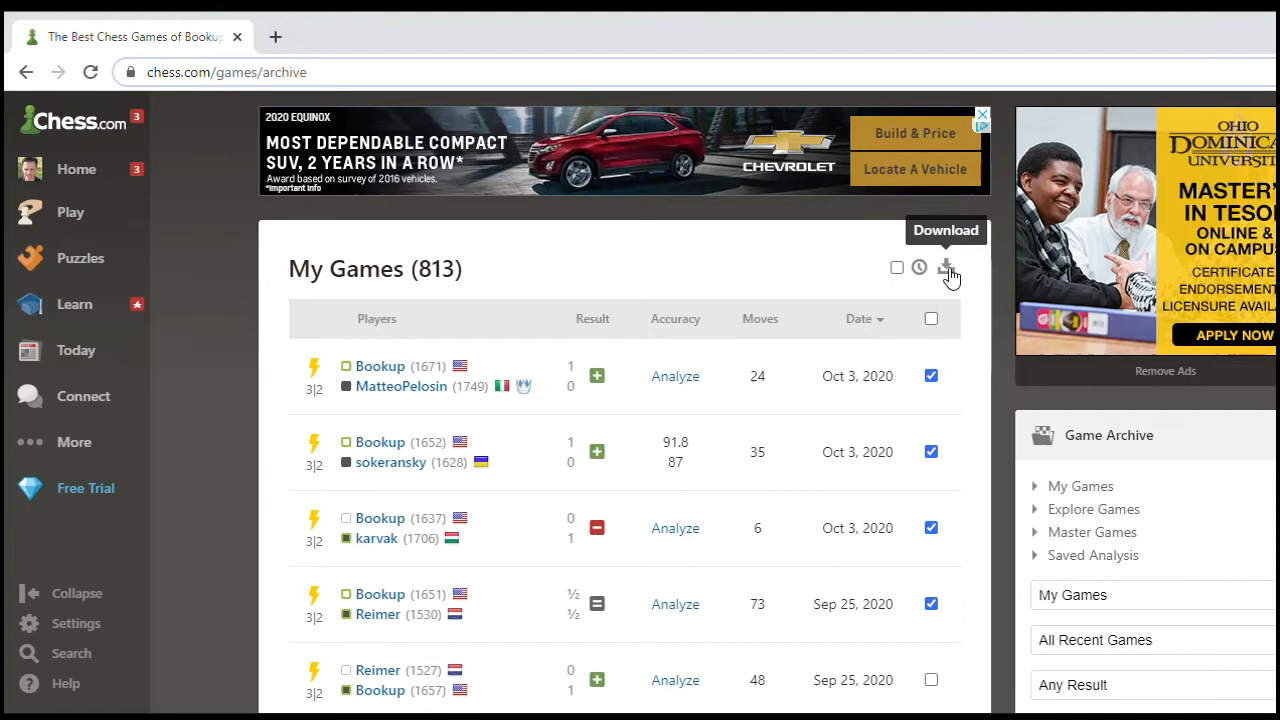 The Best Chess Games of Booku
chess.com/games/archive
Chess.com 3
Home 3
Play
Puzzles
Learn
Today
Connect
More
Free Trial
Collapse
Settings
Search
Help
2020 EQUINOX
MOST DEPENDABLE COMPACT
SUV, 2 YEARS IN A ROW*
Award based on survey of 2016 vehicles.
*Important Info
CHEVROLET
Build & Price
Locate A Vehicle
Download
My Games (813)
Players Result Accuracy Moves Date
Bookup (1671) 1
MatteoPelosin (1749) 0
3|2 Analyze 24 Oct 3, 2020
Bookup (1652) 1 91.8
sokeransky (1628) 0 87
3|2 35 Oct 3, 2020
Bookup (1637) 0
karvak (1706) 1
3|2 Analyze 6 Oct 3, 2020
Bookup (1651) ½
Reimer (1530) ½
3|2 Analyze 73 Sep 25, 2020
Reimer (1527) 0
Bookup (1657) 1
3|2 Analyze 48 Sep 25, 2020
OHIO
DOMINICA
UNIVERSITY
MASTER'
IN TESO
ONLINE &
ON CAMPUS
CERTIFICATE
ENDORSEMENT
LICENSURE AVAIL
APPLY NOW
Remove Ads
Game Archive
My Games
Explore Games
Master Games
Saved Analysis
My Games
All Recent Games
Any Result